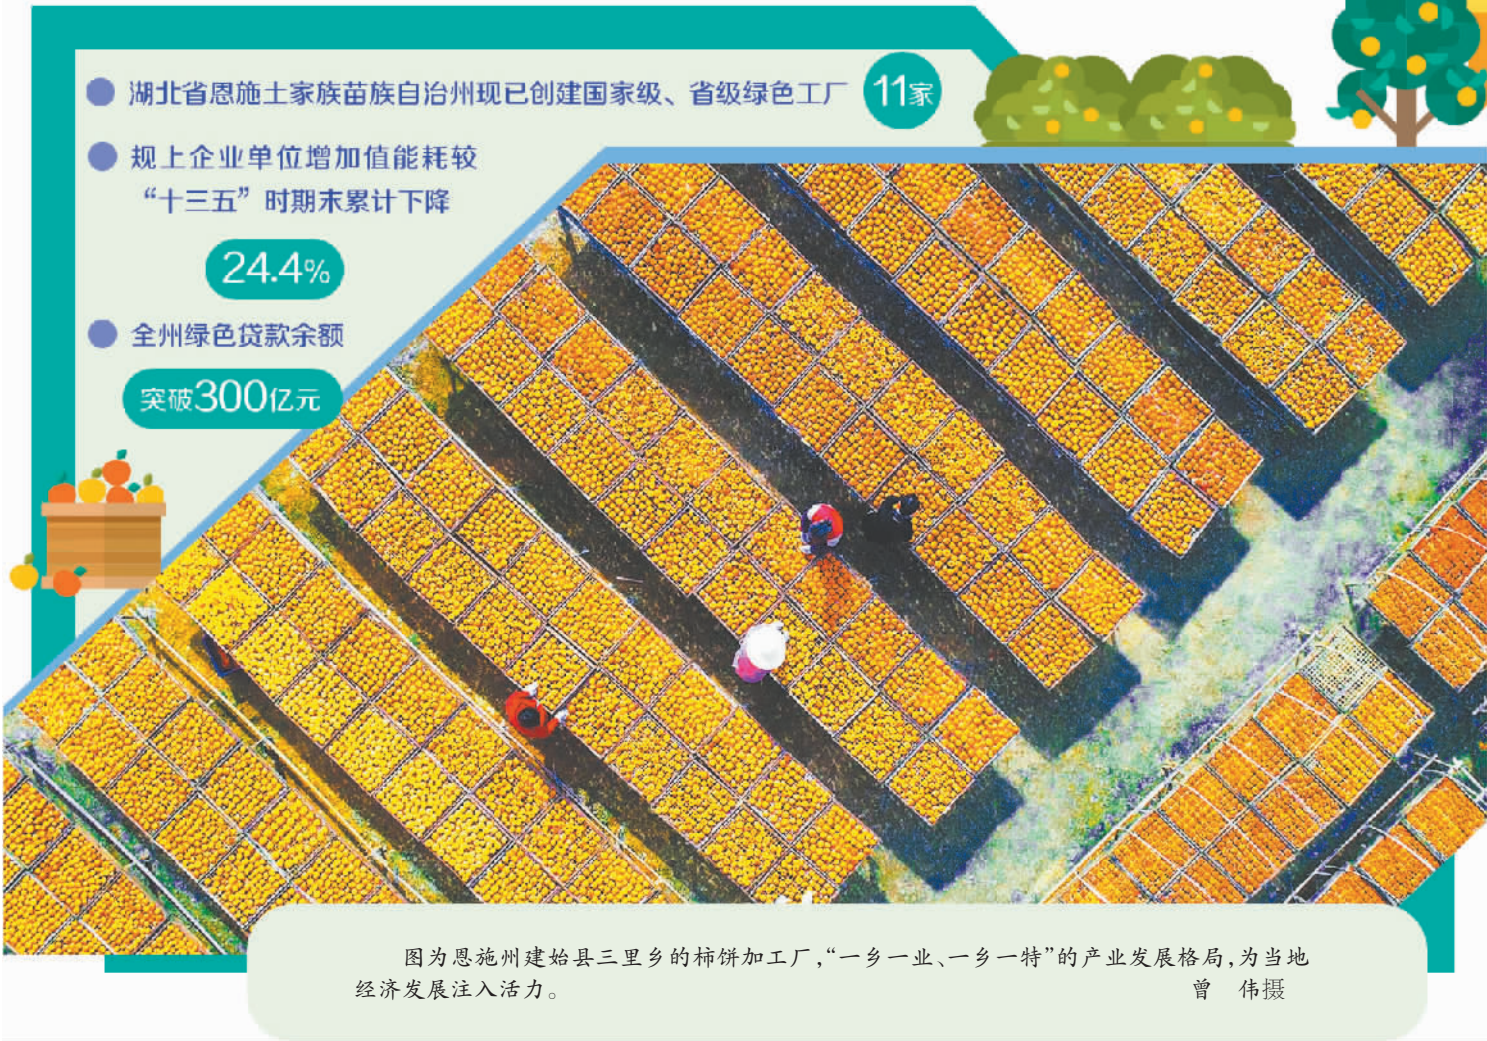 湖北省恩施土家族苗族自治州现已创建国家级、省级绿色工厂 11家
规上企业单位增加值能耗较
“十三五”时期末累计下降
24.4%
全州绿色贷款余额
突破300亿元
图为恩施州建始县三里乡的柿饼加工厂，“一乡一业、一乡一特”的产业发展格局，为当地
经济发展注入活力。 曾　伟摄